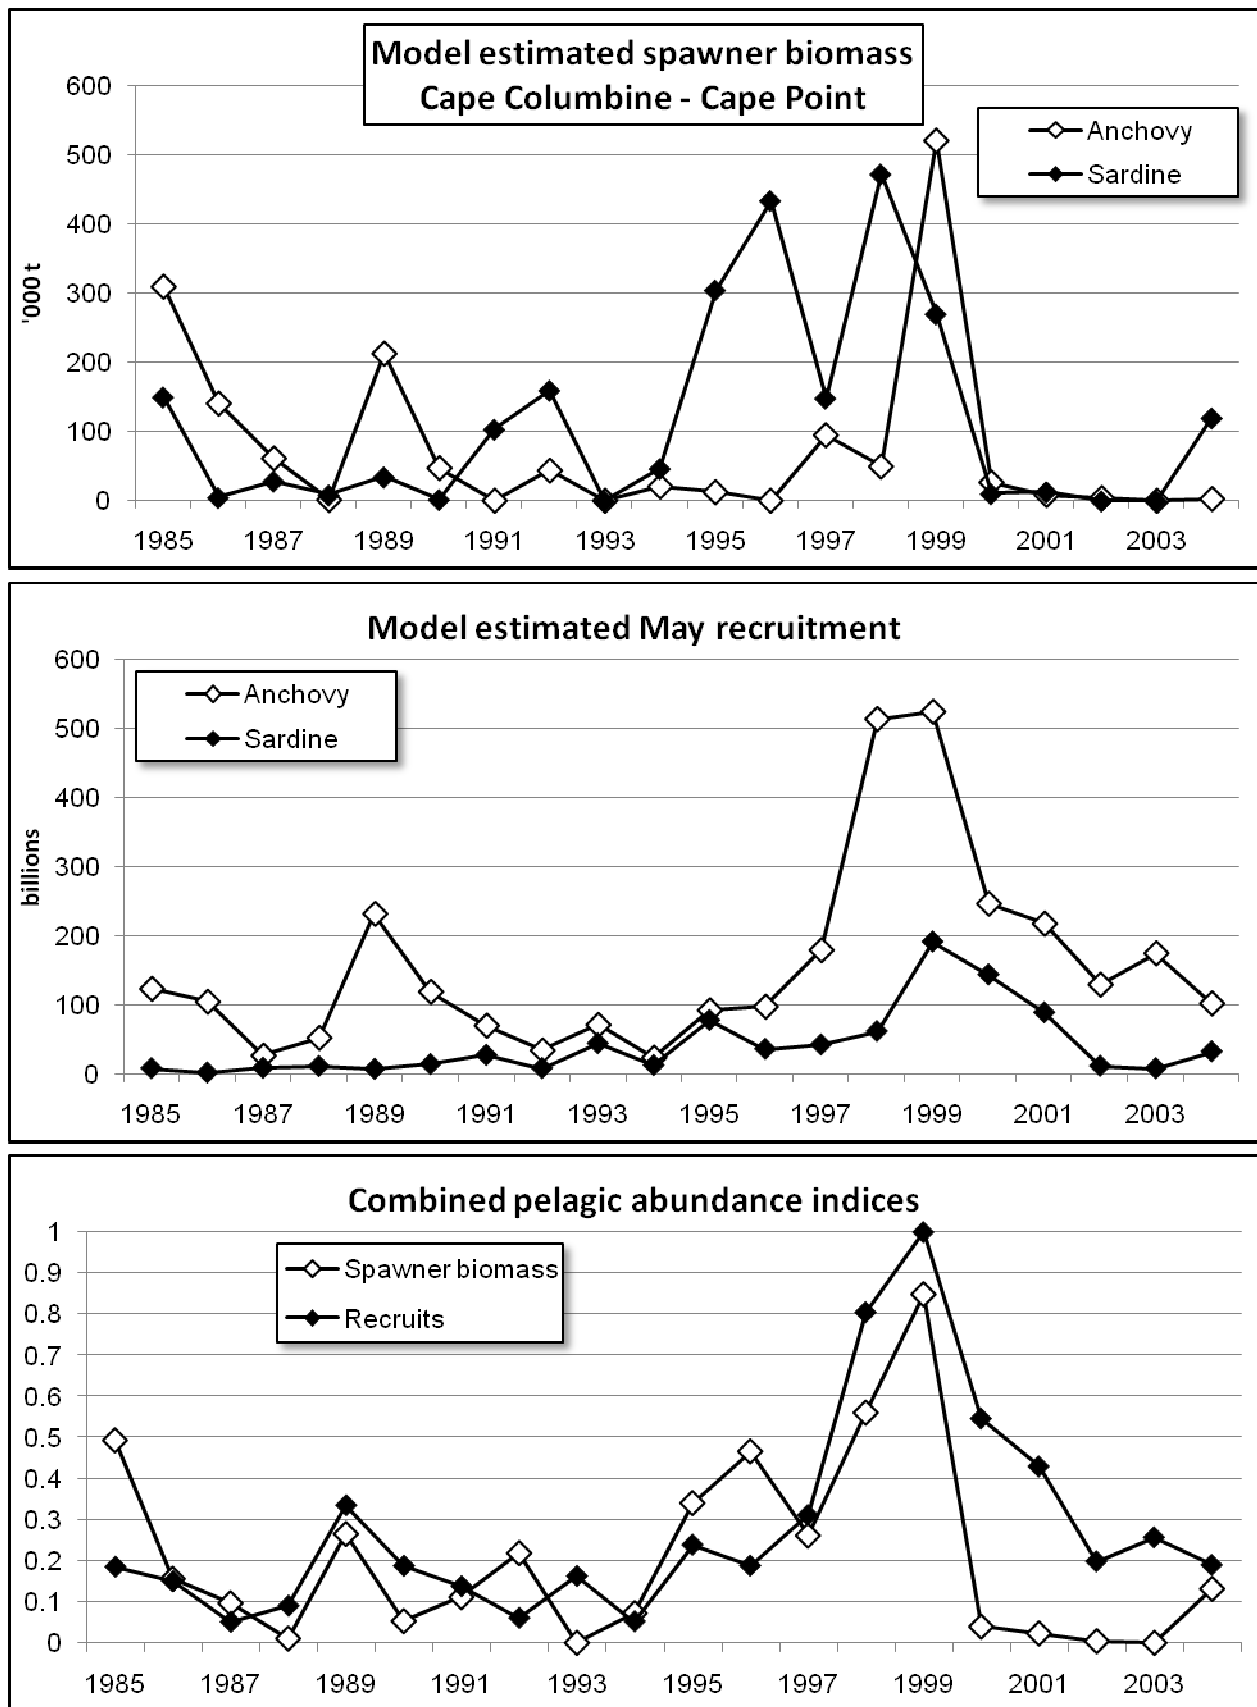 Model estimated spawner biomass
Cape Columbine - Cape Point
600
500
400
300
200
100
0
'000 t
Anchovy
Sardine
1985 1987 1989 1991 1993 1995 1997 1999 2001 2003
Model estimated May recruitment
600
500
400
300
200
100
0
billions
Anchovy
Sardine
1985 1987 1989 1991 1993 1995 1997 1999 2001 2003
Combined pelagic abundance indices
1
0.9
0.8
0.7
0.6
0.5
0.4
0.3
0.2
0.1
0
Spawner biomass
Recruits
1985 1987 1989 1991 1993 1995 1997 1999 2001 2003